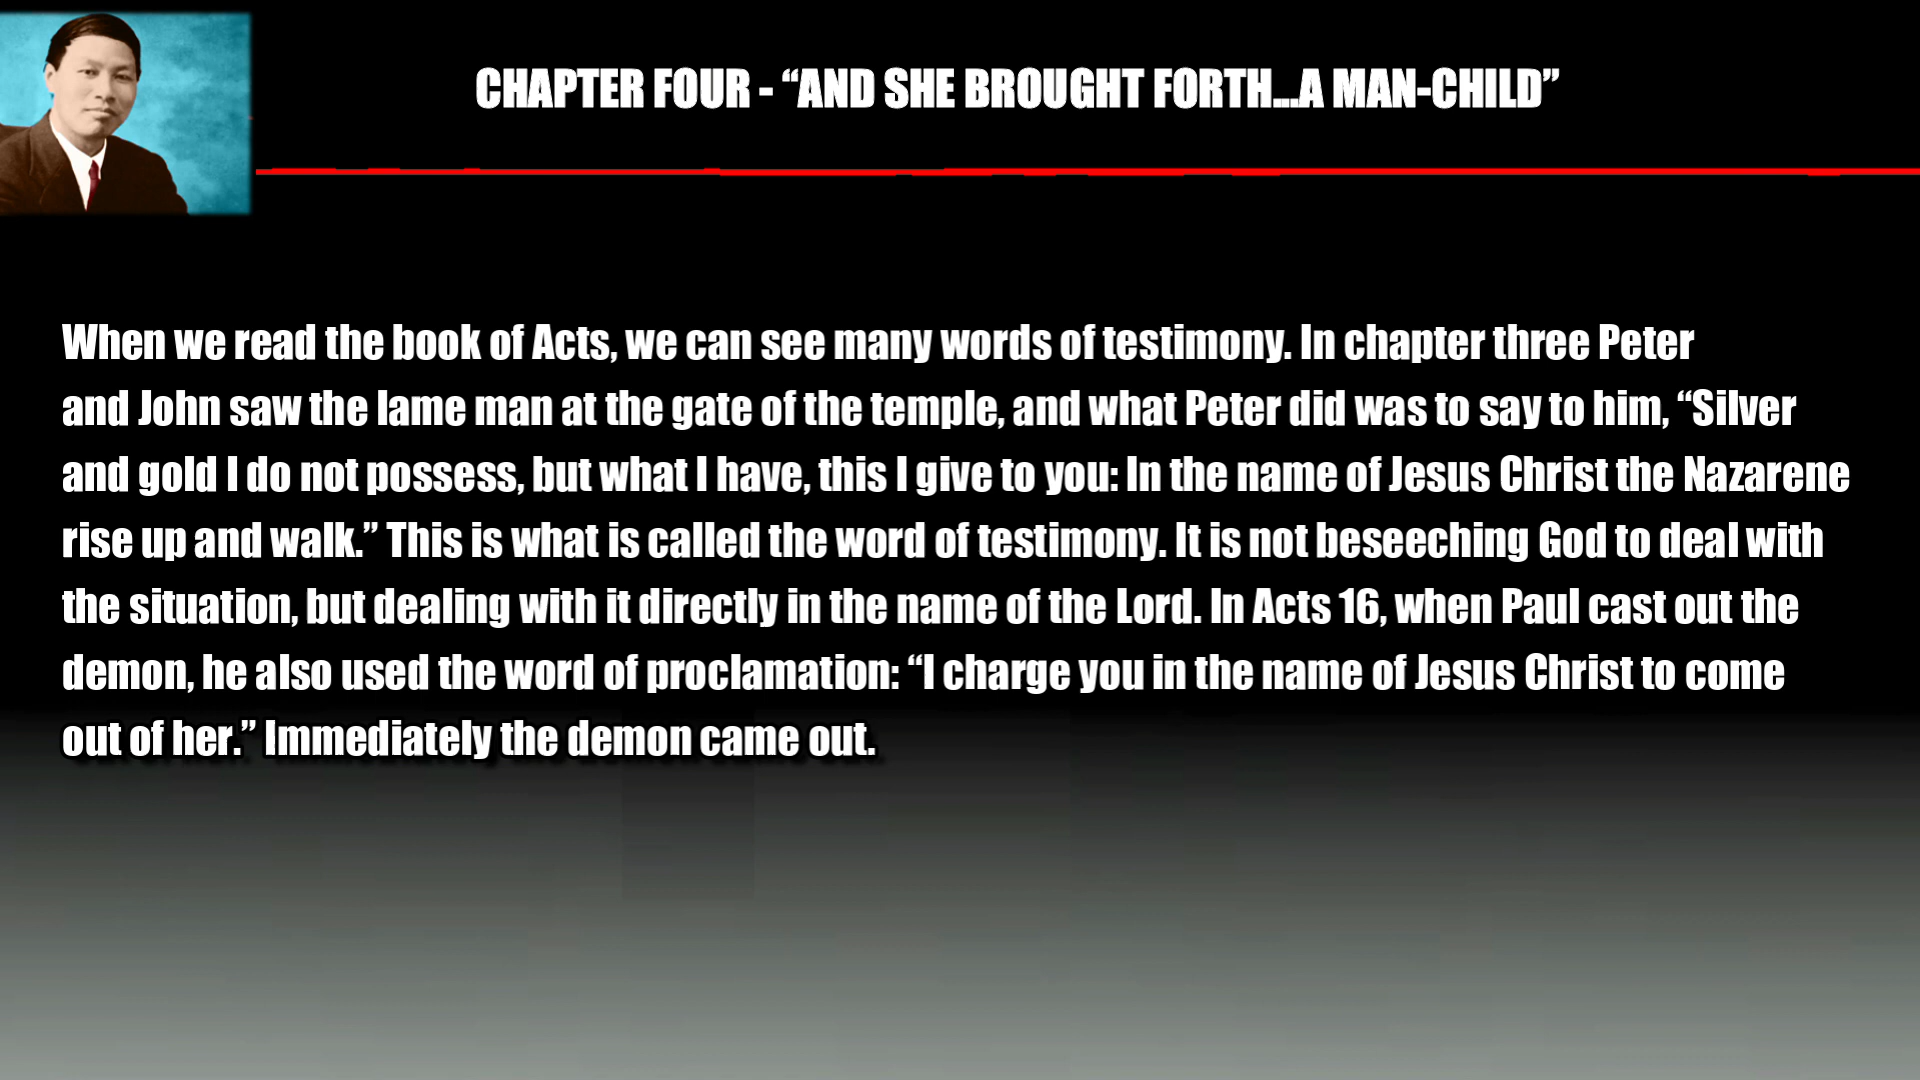 CHAPTER FOUR - “AND SHE BROUGHT FORTH...A MAN-CHILD”
When we read the book of Acts, we can see many words of testimony. In chapter three Peter
and John saw the lame man at the gate of the temple, and what Peter did was to say to him, “Silver
and gold I do not possess, but what I have, this I give to you: In the name of Jesus Christ the Nazarene
rise up and walk.” This is what is called the word of testimony. It is not beseeching God to deal with
the situation, but dealing with it directly in the name of the Lord. In Acts 16, when Paul cast out the
demon, he also used the word of proclamation: “I charge you in the name of Jesus Christ to come
out of her.” Immediately the demon came out.